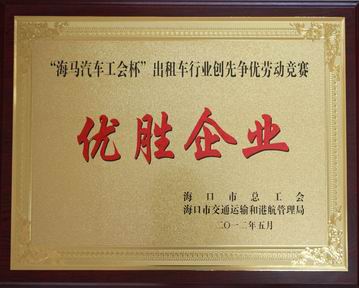 “海马汽车工会杯”出租车行业创先争优劳动竞赛
优胜企业
海口市总工会
海口市交通运输和港航管理局
二〇一二年五月